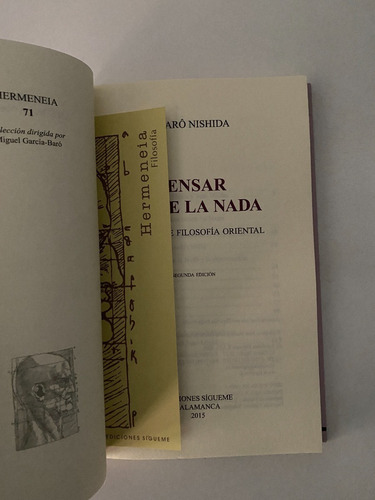 HERMENEIA
71
lección dirigida por
Miguel García-Baró
Hermeneia
Filosofía
EDICIONES SÍGUEME
ARÔ NISHIDA
ENSAR
E LA NADA
E FILOSOFÍA ORIENTAL
SEGUNDA EDICIÓN
IONES SÍGUEME
ALAMANCA
2015